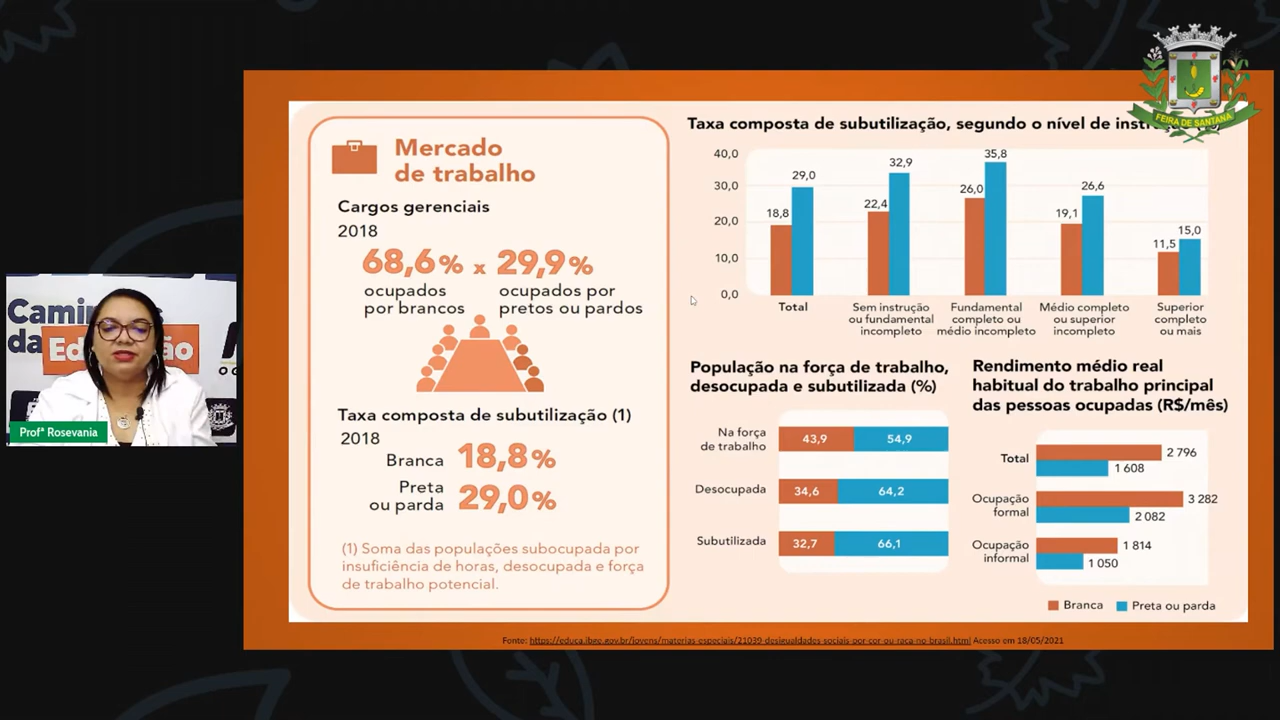 FEIRA DE SANTANA
Mercado
de trabalho
Cargos gerenciais
2018
68,6% x 29,9%
ocupados
por brancos
ocupados por
pretos ou pardos
Taxa composta de subutilização (1)
2018
Branca 18,8%
Preta
ou parda 29,0%
(1) Soma das populações subocupada por
insuficiência de horas, desocupada e força
de trabalho potencial.
Taxa composta de subutilização, segundo o nível de
40,0
30,0
20,0
10,0
0,0
18,8 29,0
22,4 32,9
26,0 35,8
19,1 26,6
11,5 15,0
Total
Sem instrução
ou fundamental
incompleto
Fundamental
completo ou
médio incompleto
Médio completo
ou superior
incompleto
Superior
completo
ou mais
População na força de trabalho,
desocupada e subutilizada (%)
Na força
de trabalho
43,9 54,9
Desocupada 34,6 64,2
Subutilizada 32,7 66,1
Rendimento médio real
habitual do trabalho principal
das pessoas ocupadas (R$/mês)
Total
2 796
1 608
Ocupação
formal
3 282
2 082
Ocupação
informal
1 814
1 050
Branca Preta ou parda
Fonte: https://educa.ibge.gov.br/jovens/materias-especiais/21039-desigualdades-sociais-por-cor-ou-raca-no-brasil.html Acesso em 18/05/2021
Profª Rosevania